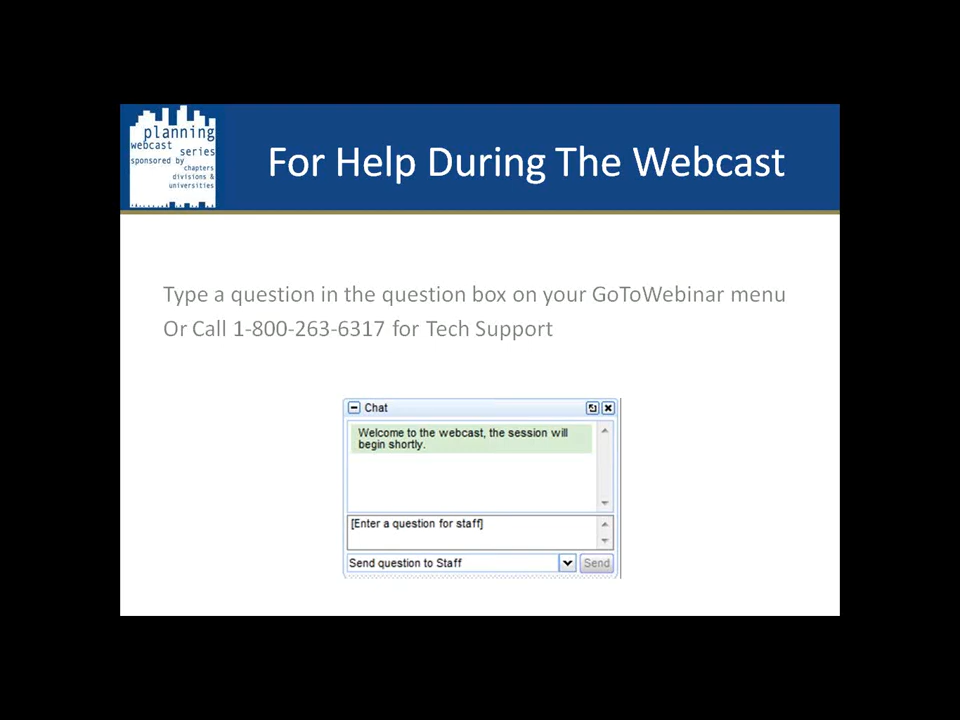 planning
webcast series
sponsored by
chapters
divisions &
universities
For Help During The Webcast
Type a question in the question box on your GoToWebinar menu
Or Call 1-800-263-6317 for Tech Support
Chat
Welcome to the webcast, the session will
begin shortly.
[Enter a question for staff]
Send question to Staff
Send